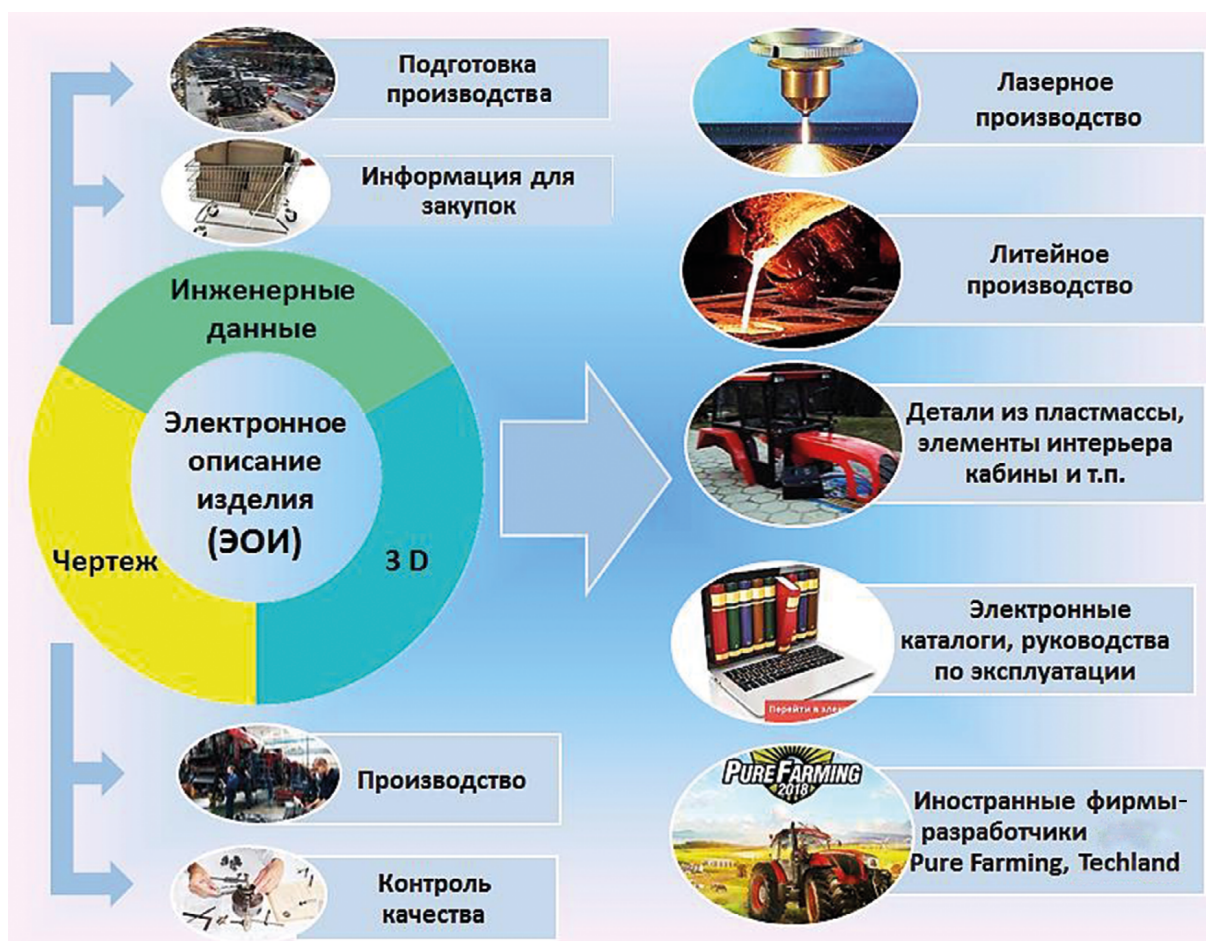 Подготовка
производства
Информация для
закупок
Инженерные
данные
Электронное
описание
изделия
(ЭОИ)
Чертеж
3 D
Производство
Контроль
качества
Лазерное
производство
Литейное
производство
Детали из пластмассы,
элементы интерьера
кабины и т.п.
Перейти в элек
Электронные
каталоги, руководства
по эксплуатации
PURE FARMING
2018
Иностранные фирмы-
разработчики
Pure Farming, Techland